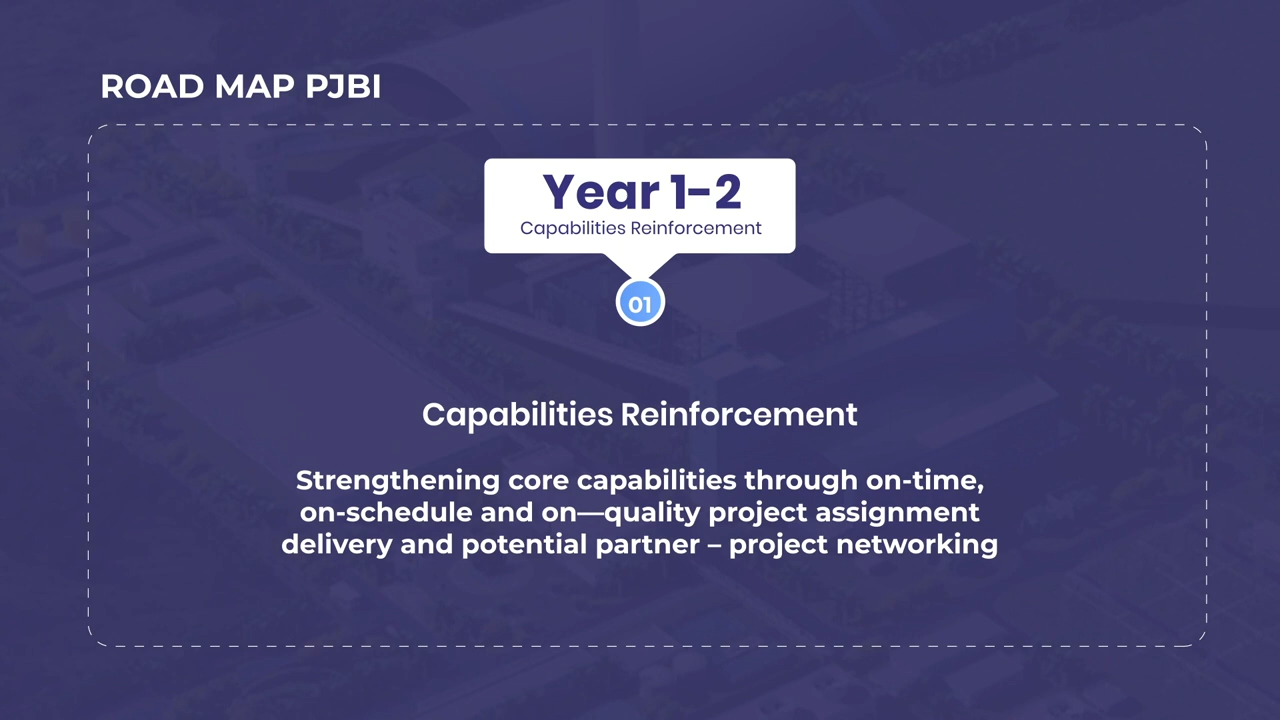 ROAD MAP PJBI
Year 1-2
Capabilities Reinforcement
01
Capabilities Reinforcement
Strengthening core capabilities through on-time,
on-schedule and on—quality project assignment
delivery and potential partner – project networking